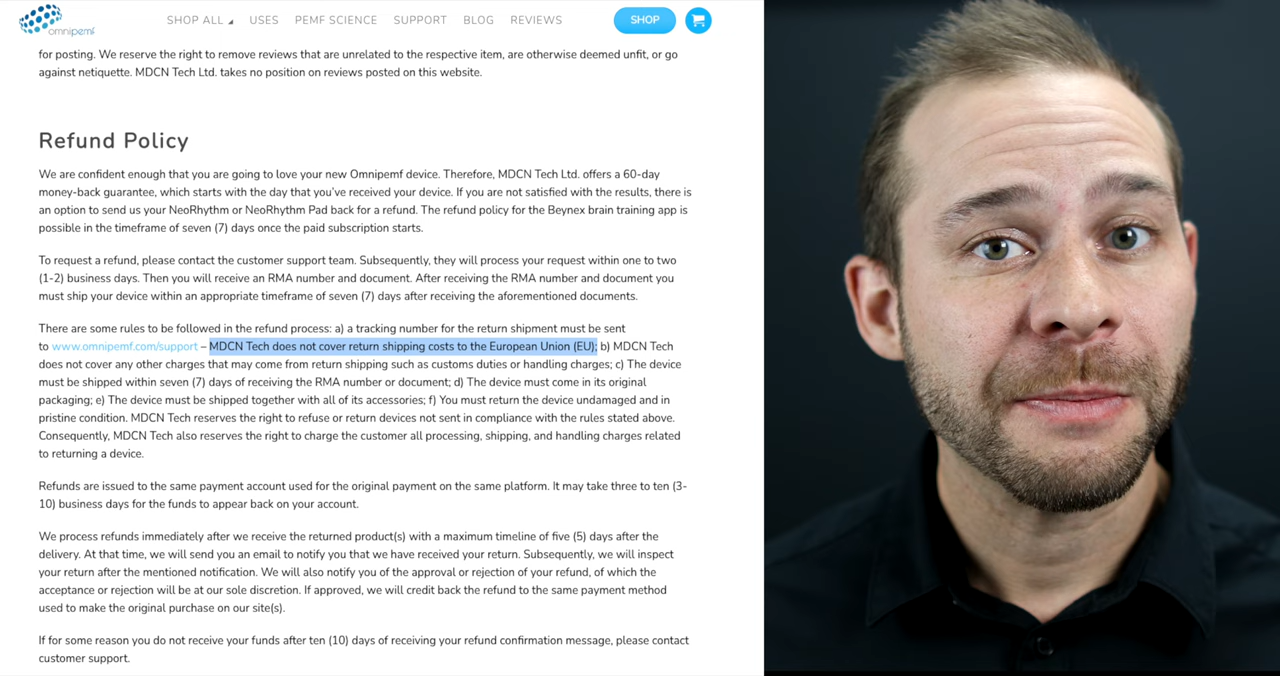 omnipemf
SHOP ALL USES PEMF SCIENCE SUPPORT BLOG REVIEWS SHOP
for posting. We reserve the right to remove reviews that are unrelated to the respective item, are otherwise deemed unfit, or go
against netiquette. MDCN Tech Ltd. takes no position on reviews posted on this website.
Refund Policy
We are confident enough that you are going to love your new Omnipemf device. Therefore, MDCN Tech Ltd. offers a 60-day
money-back guarantee, which starts with the day that you've received your device. If you are not satisfied with the results, there is
an option to send us your NeoRhythm or NeoRhythm Pad back for a refund. The refund policy for the Beynex brain training app is
possible in the timeframe of seven (7) days once the paid subscription starts.
To request a refund, please contact the customer support team. Subsequently, they will process your request within one to two
(1-2) business days. Then you will receive an RMA number and document. After receiving the RMA number and document you
must ship your device within an appropriate timeframe of seven (7) days after receiving the aforementioned documents.
There are some rules to be followed in the refund process: a) a tracking number for the return shipment must be sent
to www.omnipemf.com/support – MDCN Tech does not cover return shipping costs to the European Union (EU); b) MDCN Tech
does not cover any other charges that may come from return shipping such as customs duties or handling charges; c) The device
must be shipped within seven (7) days of receiving the RMA number or document; d) The device must come in its original
packaging; e) The device must be shipped together with all of its accessories; f) You must return the device undamaged and in
pristine condition. MDCN Tech reserves the right to refuse or return devices not sent in compliance with the rules stated above.
Consequently, MDCN Tech also reserves the right to charge the customer all processing, shipping, and handling charges related
to returning a device.
Refunds are issued to the same payment account used for the original payment on the same platform. It may take three to ten (3-
10) business days for the funds to appear back on your account.
We process refunds immediately after we receive the returned product(s) with a maximum timeline of five (5) days after the
delivery. At that time, we will send you an email to notify you that we have received your return. Subsequently, we will inspect
your return after the mentioned notification. We will also notify you of the approval or rejection of your refund, of which the
acceptance or rejection will be at our sole discretion. If approved, we will credit back the refund to the same payment method
used to make the original purchase on our site(s).
If for some reason you do not receive your funds after ten (10) days of receiving your refund confirmation message, please contact
customer support.